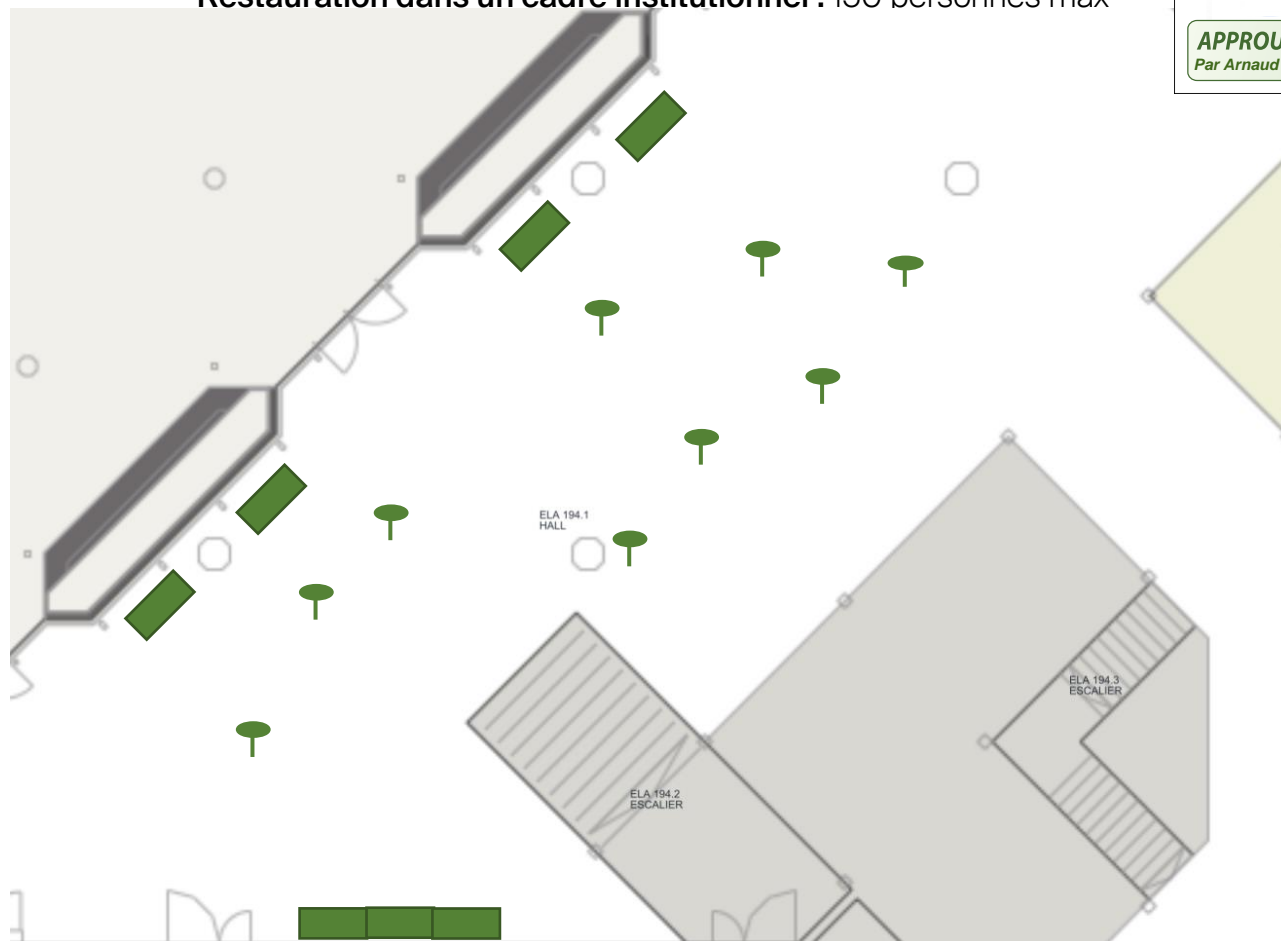 Restauration dans un cadre institutionnel : 150 personnes max
APPROU
Par Arnaud
ELA 194.1
HALL
ELA 194.3
ESCALIER
ELA 194.2
ESCALIER